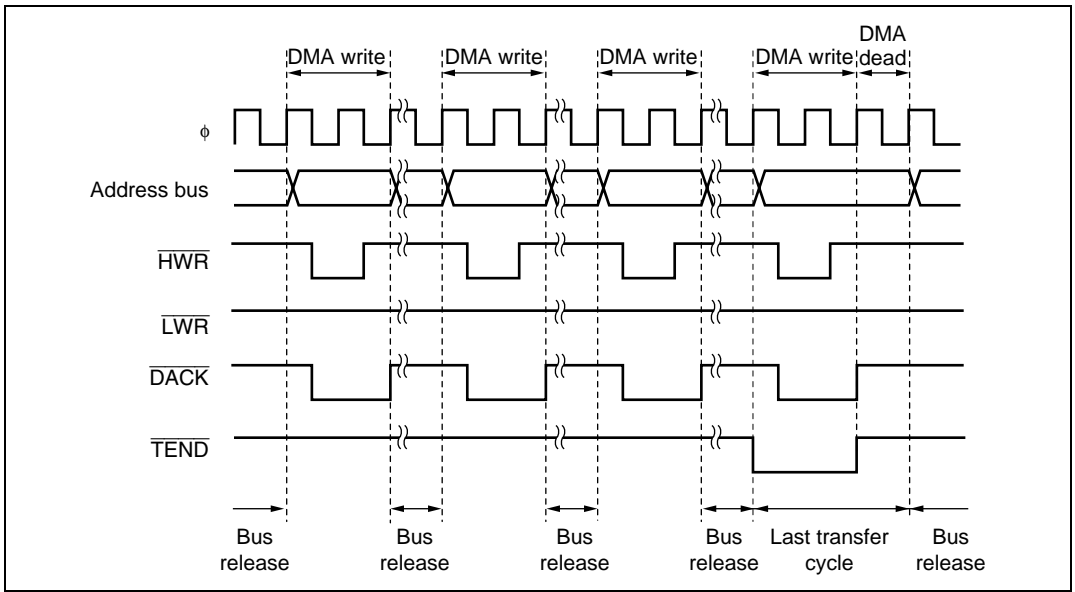 DMA
DMA write DMA write DMA write DMA write dead
φ
Address bus
HWR
LWR
DACK
TEND
Bus Bus Bus Bus Last transfer Bus
release release release release cycle release